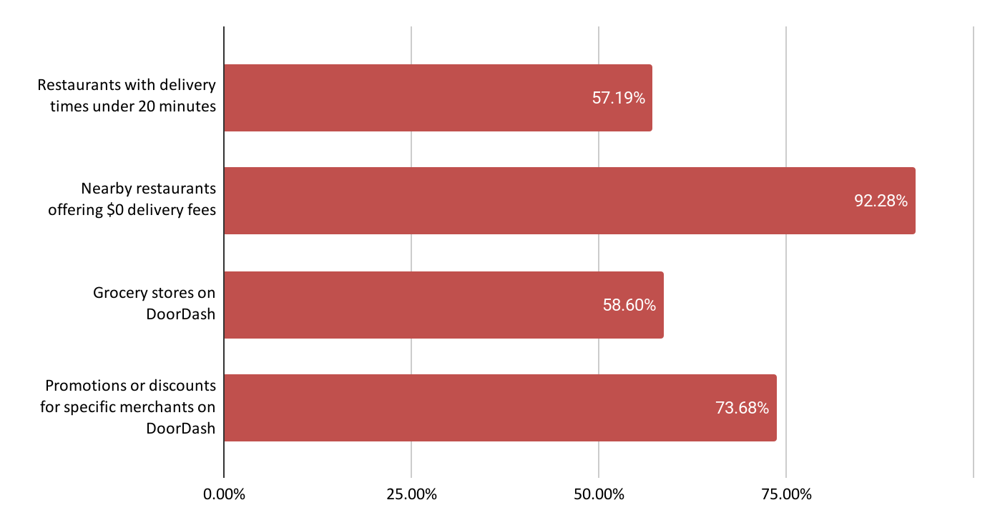 Restaurants with delivery
times under 20 minutes
57.19%
Nearby restaurants
offering $0 delivery fees
92.28%
Grocery stores on
DoorDash
58.60%
Promotions or discounts
for specific merchants on
DoorDash
73.68%
0.00%
25.00%
50.00%
75.00%